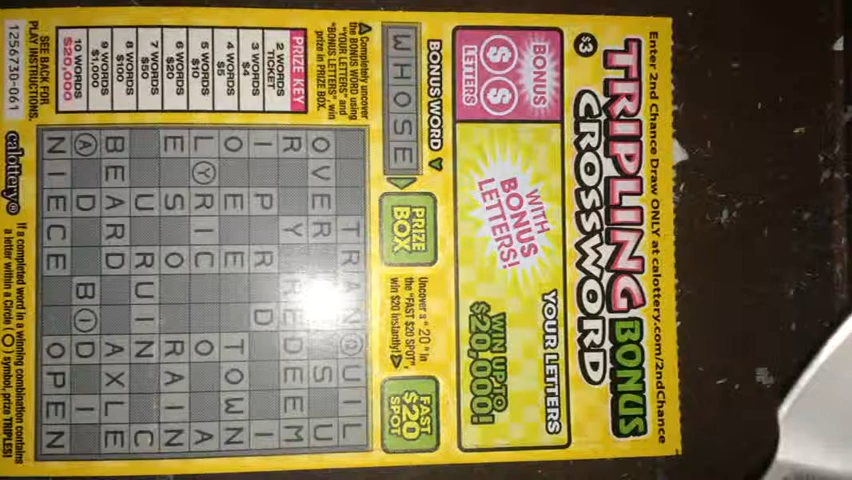 Enter 2nd Chance Draw ONLY at calottery.com/2ndChance
TRIPLING BONUS
CROSSWORD
$3
BONUS
$ $
LETTERS
WITH
BONUS
LETTERS!
YOUR LETTERS
WIN UP TO
$20,000!
BONUS WORD
WHOSE
PRIZE
BOX
Uncover a "20" in
the "FAST $20 SPOT"
win $20 instantly!
FAST
$20
SPOT
Completely uncover
the BONUS WORD using
"YOUR LETTERS" and
"BONUS LETTERS", win
prize in PRIZE BOX.
PRIZE KEY
2 WORDS
TICKET
3 WORDS
$4
4 WORDS
$5
5 WORDS
$10
6 WORDS
$20
7 WORDS
$50
8 WORDS
$100
9 WORDS
$1,000
10 WORDS
$20,000
SEE BACK FOR
PLAY INSTRUCTIONS.
1256730-061
T R A N Q U I L
O V E R S U
R Y R E D E E M
I P R D I
O E E T O W N
L Y R I C O A
E S O R A I N
U R U I N C
B E A R D A X L E
A D B I D I
N I E C E O P E N
calottery®
If a completed word in a winning combination contains
a letter within a Circle (O) symbol, prize TRIPLES!